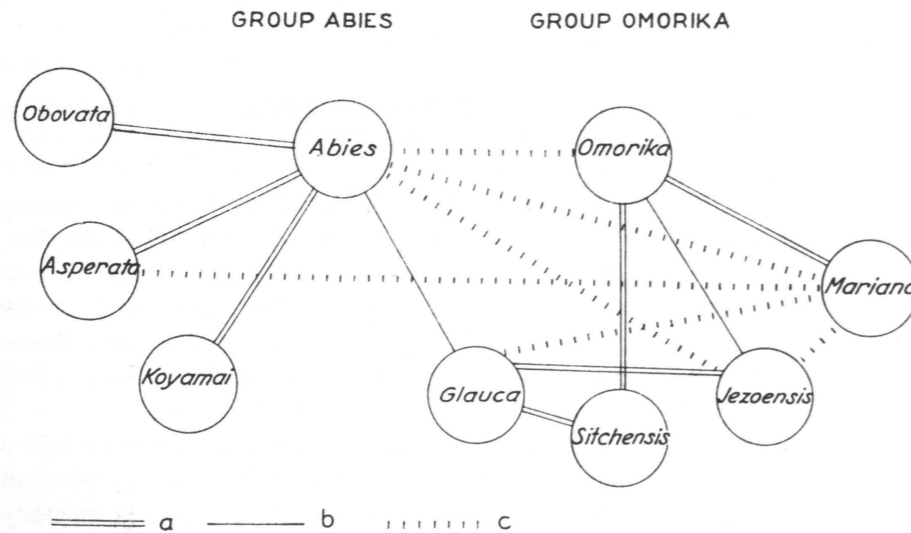 GROUP ABIES GROUP OMORIKA
Obovata
Abies
Omorika
Asperata
Mariana
Koyamai
Glauca
Jezoensis
Sitchensis
a b c